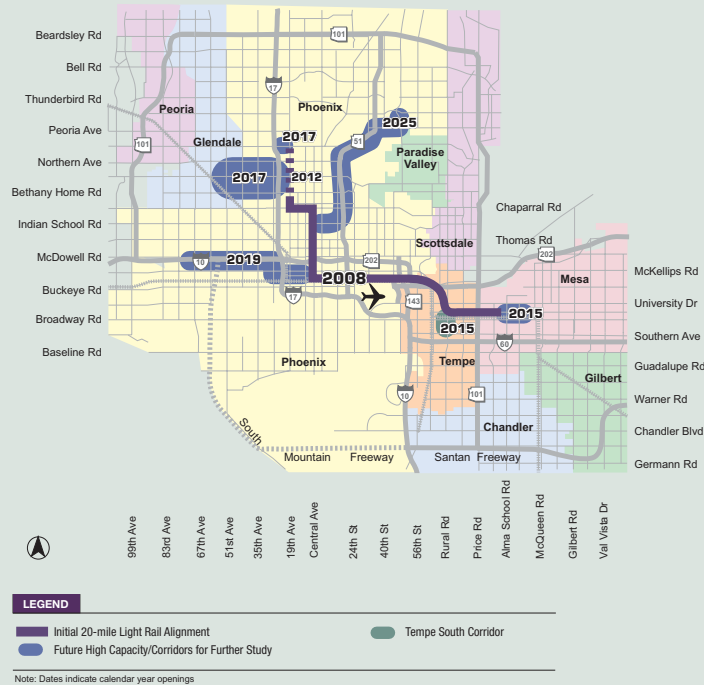 Beardsley Rd
Bell Rd
Thunderbird Rd
Peoria Ave
Northern Ave
Bethany Home Rd
Indian School Rd
McDowell Rd
Buckeye Rd
Broadway Rd
Baseline Rd
101
17
Phoenix
Peoria
101
Glendale
2017
51
2025
Paradise
Valley
2017
2012
Chaparral Rd
Scottsdale
Thomas Rd
202
10
2019
202
2008
Mesa
17
143
2015
2015
60
Phoenix
Tempe
Gilbert
10
101
Chandler
South
Mountain Freeway
Santan Freeway
McKellips Rd
University Dr
Southern Ave
Guadalupe Rd
Warner Rd
Chandler Blvd
Germann Rd
99th Ave
83rd Ave
67th Ave
51st Ave
35th Ave
19th Ave
Central Ave
24th St
40th St
56th St
Rural Rd
Price Rd
Alma School Rd
McQueen Rd
Gilbert Rd
Val Vista Dr
LEGEND
Initial 20-mile Light Rail Alignment
Tempe South Corridor
Future High Capacity/Corridors for Further Study
Note: Dates indicate calendar year openings